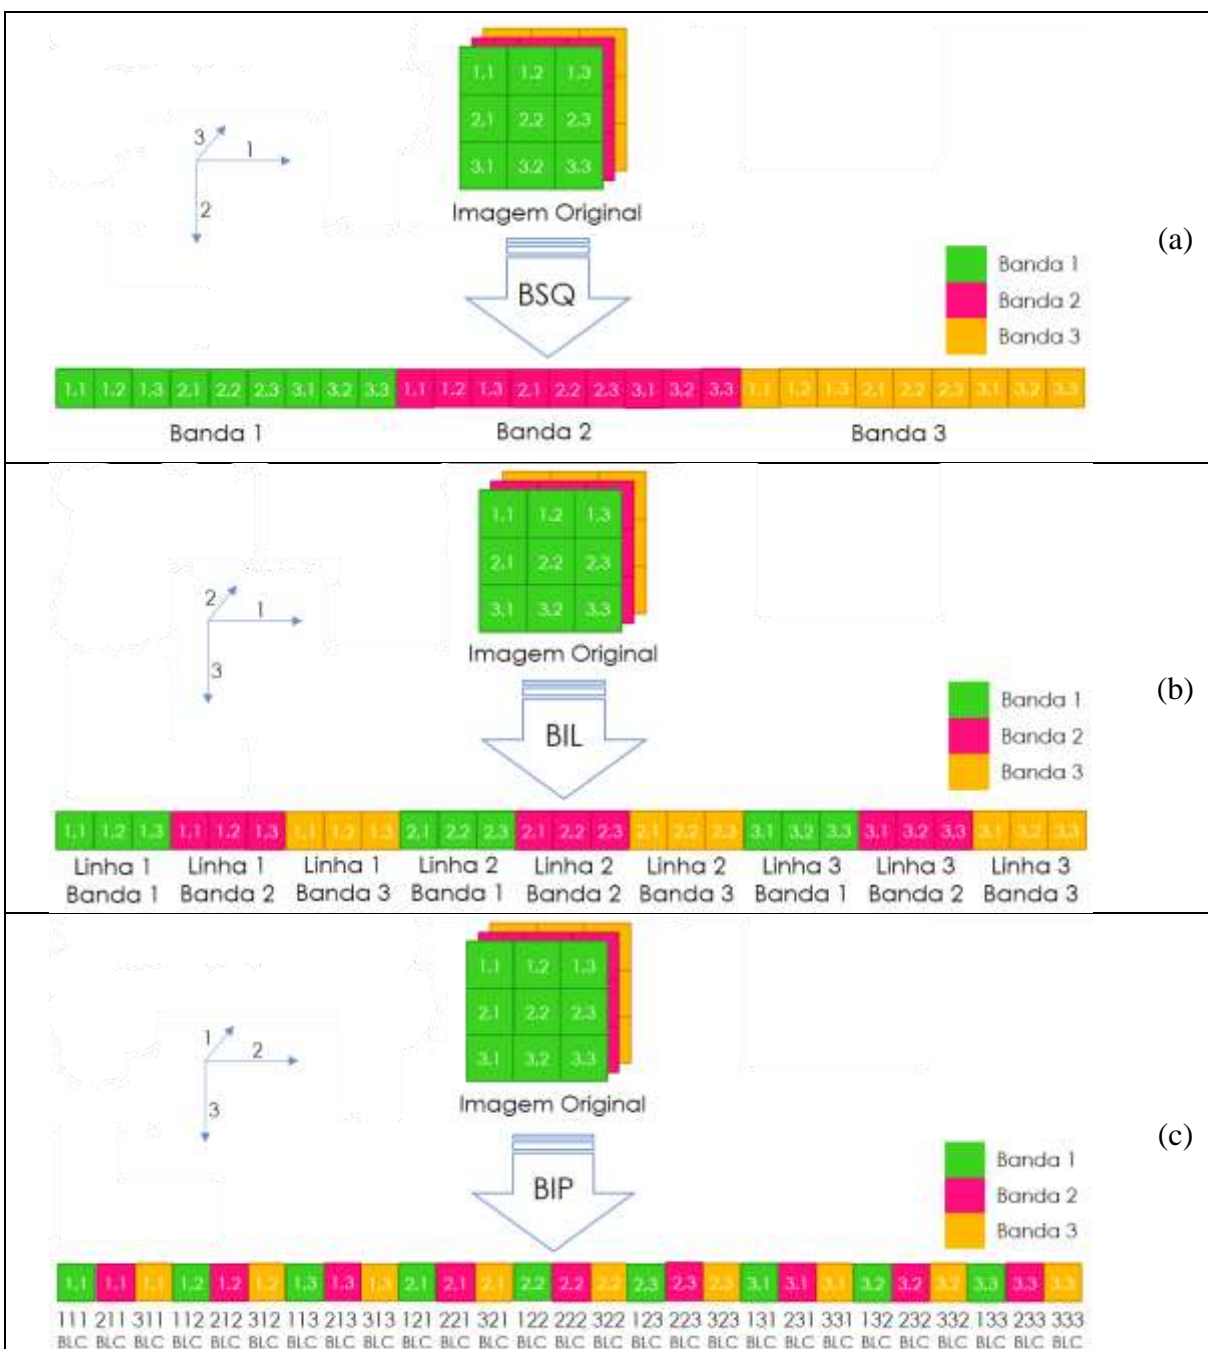 1,1 1,2 1,3
3
1
2,1 2,2 2,3
2
3,1 3,2 3,3
Imagem Original
(a)
BSQ
Banda 1
Banda 2
Banda 3
1,1 1,2 1,3 2,1 2,2 2,3 3,1 3,2 3,3 1,1 1,2 1,3 2,1 2,2 2,3 3,1 3,2 3,3 1,1 1,2 1,3 2,1 2,2 2,3 3,1 3,2 3,3
Banda 1 Banda 2 Banda 3
1,1 1,2 1,3
2,1 2,2 2,3
2
1
3,1 3,2 3,3
Imagem Original
3
(b)
BIL
Banda 1
Banda 2
Banda 3
1,1 1,2 1,3 1,1 1,2 1,3 1,1 1,2 1,3 2,1 2,2 2,3 2,1 2,2 2,3 2,1 2,2 2,3 3,1 3,2 3,3 3,1 3,2 3,3 3,1 3,2 3,3
Linha 1 Linha 1 Linha 1 Linha 2 Linha 2 Linha 2 Linha 3 Linha 3 Linha 3
Banda 1 Banda 2 Banda 3 Banda 1 Banda 2 Banda 3 Banda 1 Banda 2 Banda 3
1,1 1,2 1,3
2,1 2,2 2,3
1
2
3,1 3,2 3,3
Imagem Original
3
(c)
BIP
Banda 1
Banda 2
Banda 3
1,1 1,1 1,1 1,2 1,2 1,2 1,3 1,3 1,3 2,1 2,1 2,1 2,2 2,2 2,2 2,3 2,3 2,3 3,1 3,1 3,1 3,2 3,2 3,2 3,3 3,3 3,3
111 211 311 112 212 312 113 213 313 121 221 321 122 222 322 123 223 323 131 231 331 132 232 332 133 233 333
BLC BLC BLC BLC BLC BLC BLC BLC BLC BLC BLC BLC BLC BLC BLC BLC BLC BLC BLC BLC BLC BLC BLC BLC BLC BLC BLC